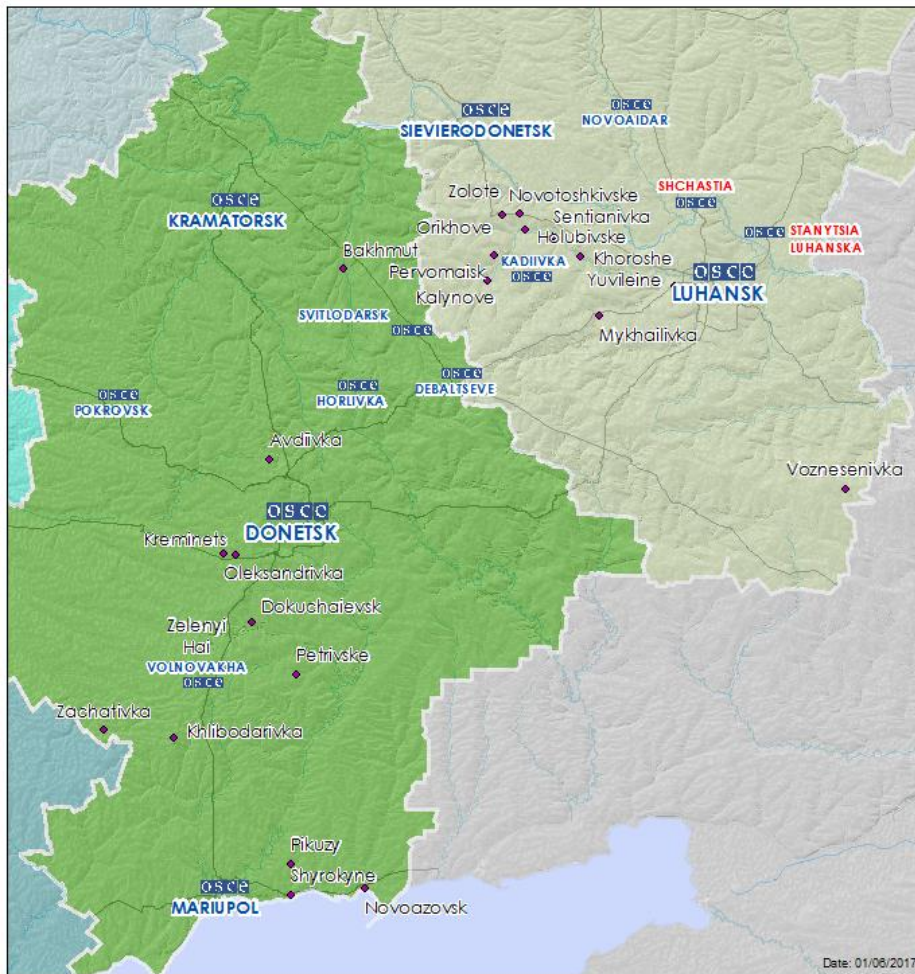 osce
SIEVIERODONETSK
osce
NOVOAIDAR
osce
KRAMATORSK
Zolote
Novotoshkivske
SHCHASTIA
osce
Orikhove
Sentianivka
Holubivske
osce
STANYTSIA
LUHANSKA
Bakhmut
Pervomaisk
KADIIVKA
osce
Khoroshe
Yuvileine
osce
LUHANSK
Kalynove
SVITLODARSK
osce
Mykhailivka
osce
DEBALTSEVE
osce
POKROVSK
osce
HORLIVKA
Avdiivka
Voznesenivka
osce
DONETSK
Kreminets
Oleksandrivka
Dokuchaievsk
Zelenyi
Hai
VOLNOVAKHA
osce
Petrivske
Zachativka
Khlibodarivka
Pikuzy
Shyrokyne
osce
MARIUPOL
Novoazovsk
Date: 01/06/2017